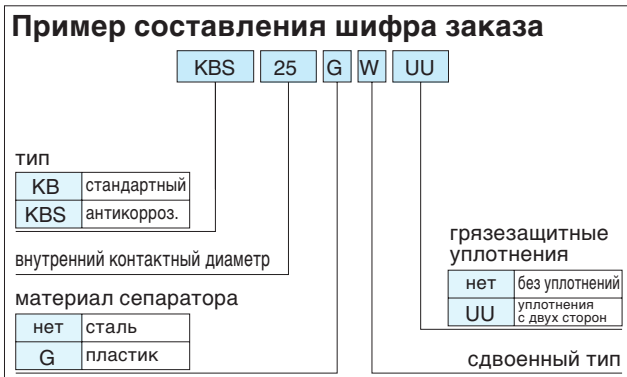 Пример составления шифра заказа
KBS 25 G W UU
тип
KB стандартный
KBS антикорроз.
внутренний контактный диаметр
материал сепаратора
нет сталь
G пластик
грязезащитные
уплотнения
нет без уплотнений
UU уплотнения
с двух сторон
сдвоенный тип